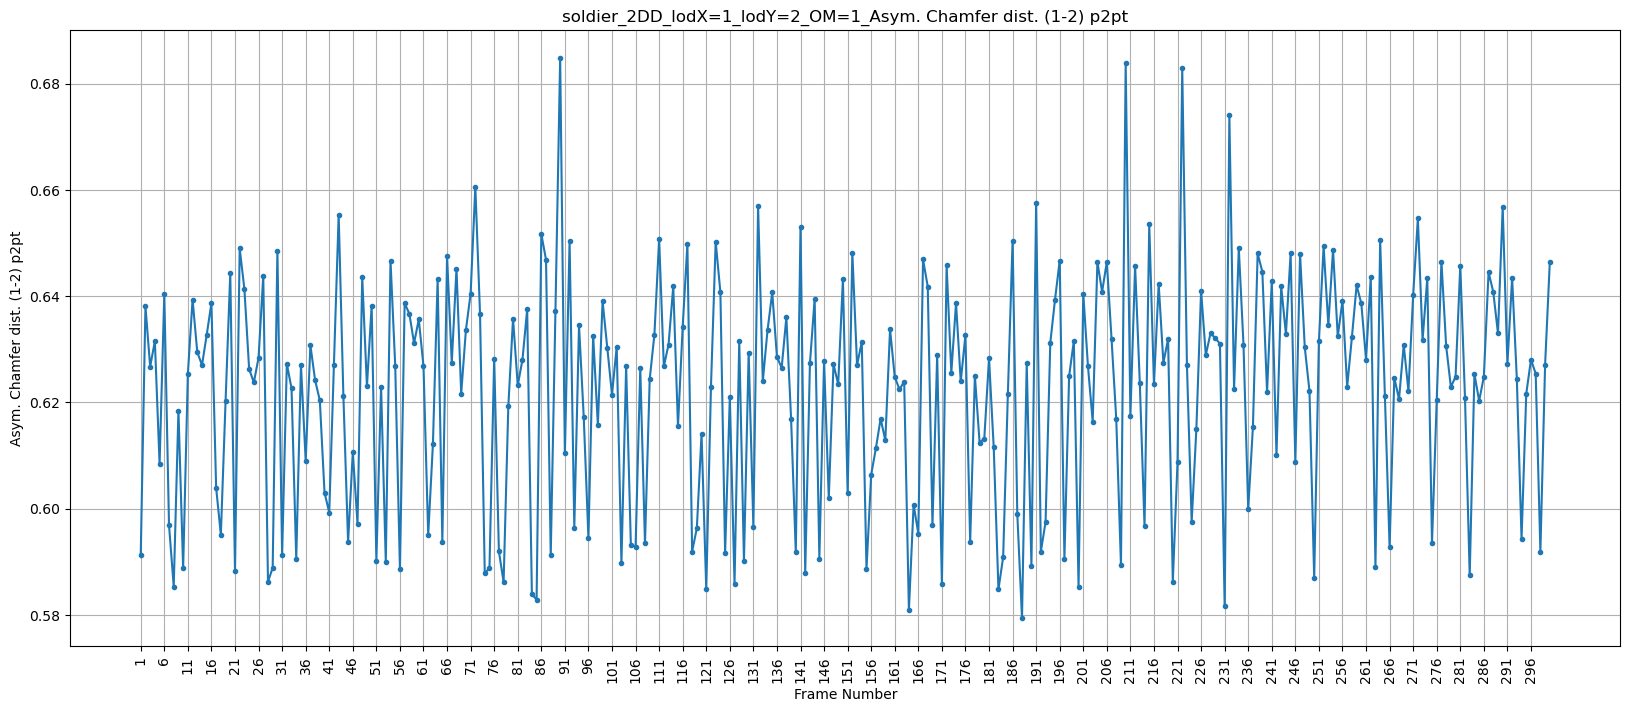 soldier_2DD_lodX=1_lodY=2_OM=1_Asym. Chamfer dist. (1-2) p2pt
Asym. Chamfer dist. (1-2) p2pt
0.68
0.66
0.64
0.62
0.60
0.58
1 6 11 16 21 26 31 36 41 46 51 56 61 66 71 76 81 86 91 96 101 106 111 116 121 126 131 136 141 146 151 156 161 166 171 176 181 186 191 196 201 206 211 216 221 226 231 236 241 246 251 256 261 266 271 276 281 286 291 296
Frame Number